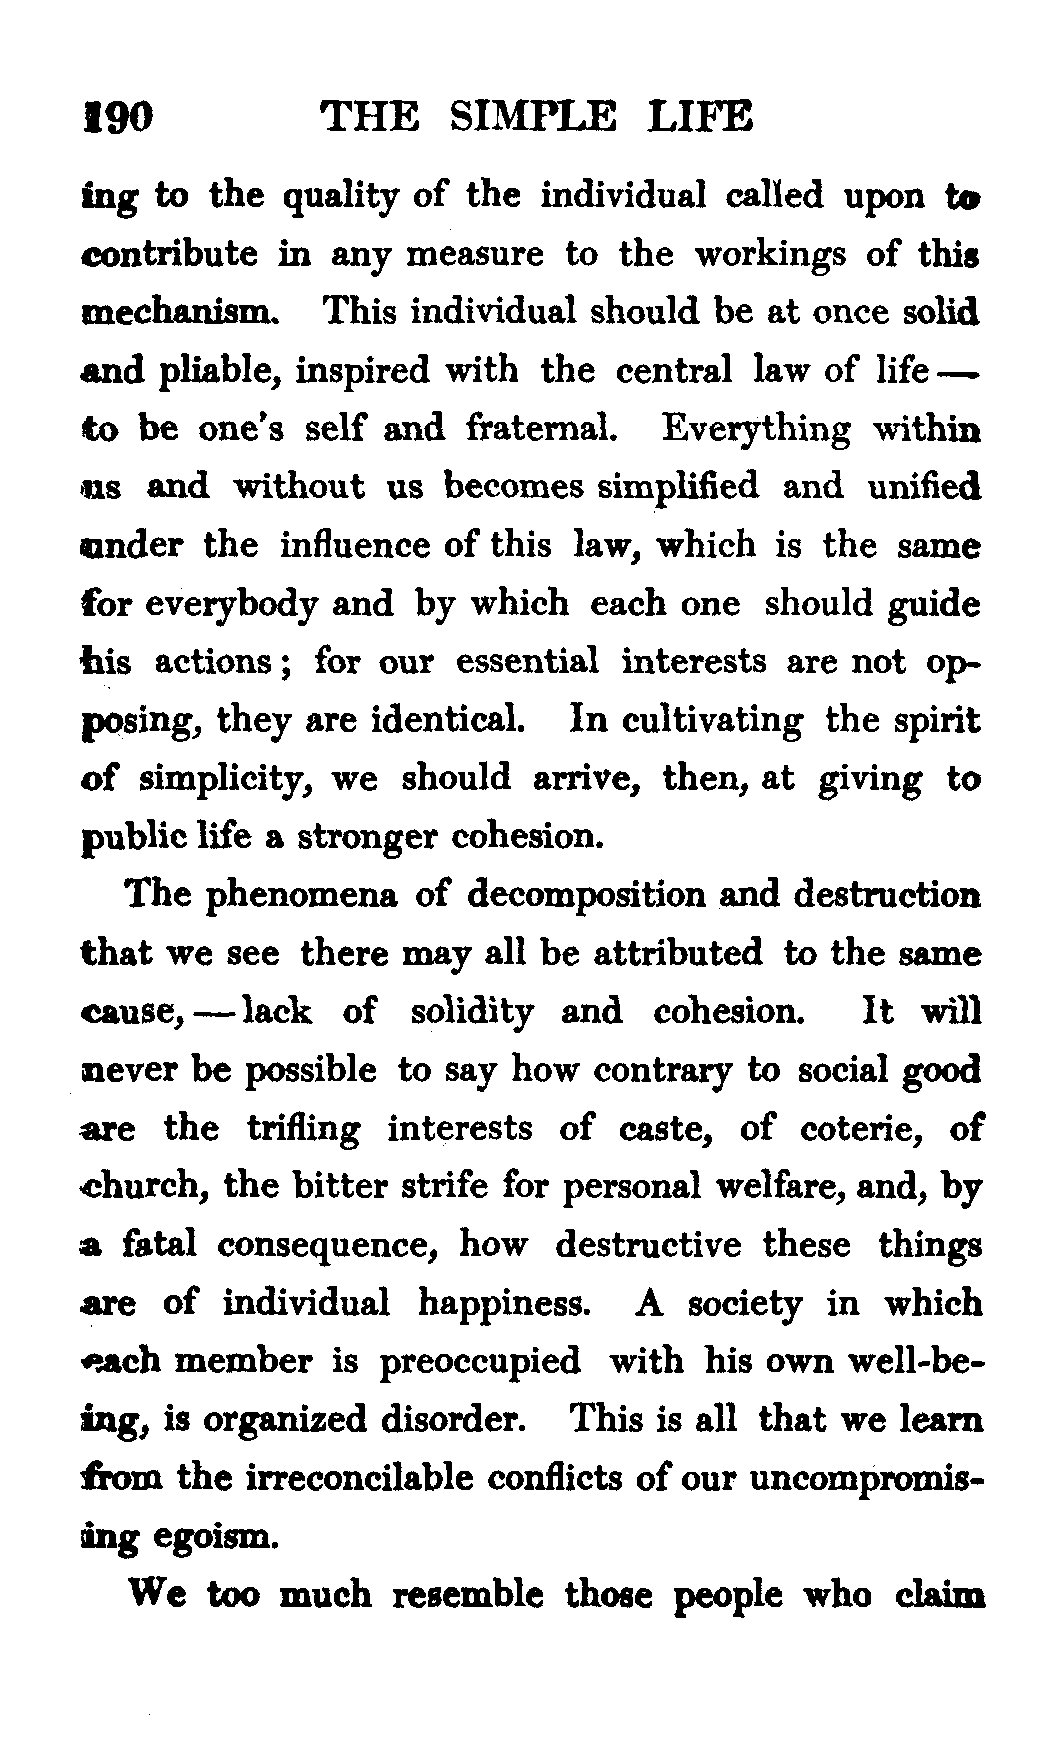 190 THE SIMPLE LIFE
ing to the quality of the individual called upon to
contribute in any measure to the workings of this
mechanism. This individual should be at once solid
and pliable, inspired with the central law of life —
to be one's self and fraternal. Everything within
us and without us becomes simplified and unified
under the influence of this law, which is the same
for everybody and by which each one should guide
his actions; for our essential interests are not op-
posing, they are identical. In cultivating the spirit
of simplicity, we should arrive, then, at giving to
public life a stronger cohesion.
The phenomena of decomposition and destruction
that we see there may all be attributed to the same
cause, — lack of solidity and cohesion. It will
never be possible to say how contrary to social good
are the trifling interests of caste, of coterie, of
church, the bitter strife for personal welfare, and, by
a fatal consequence, how destructive these things
are of individual happiness. A society in which
each member is preoccupied with his own well-be-
ing, is organized disorder. This is all that we learn
from the irreconcilable conflicts of our uncompromis-
ing egoism.
We too much resemble those people who claim